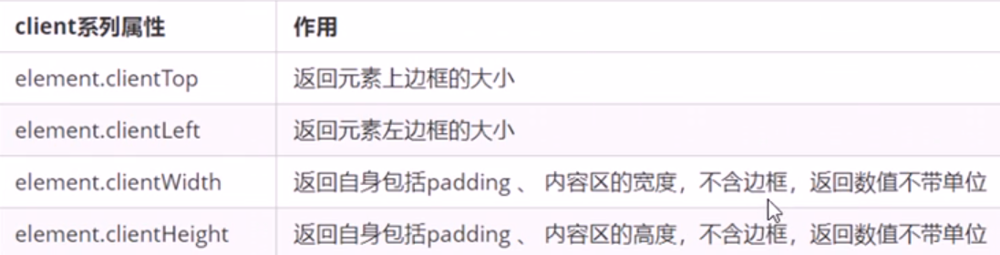 client系列属性 作用
element.clientTop 返回元素上边框的大小
element.clientLeft 返回元素左边框的大小
element.clientWidth 返回自身包括padding 、 内容区的宽度，不含边框，返回数值不带单位
element.clientHeight 返回自身包括padding 、 内容区的高度，不含边框，返回数值不带单位